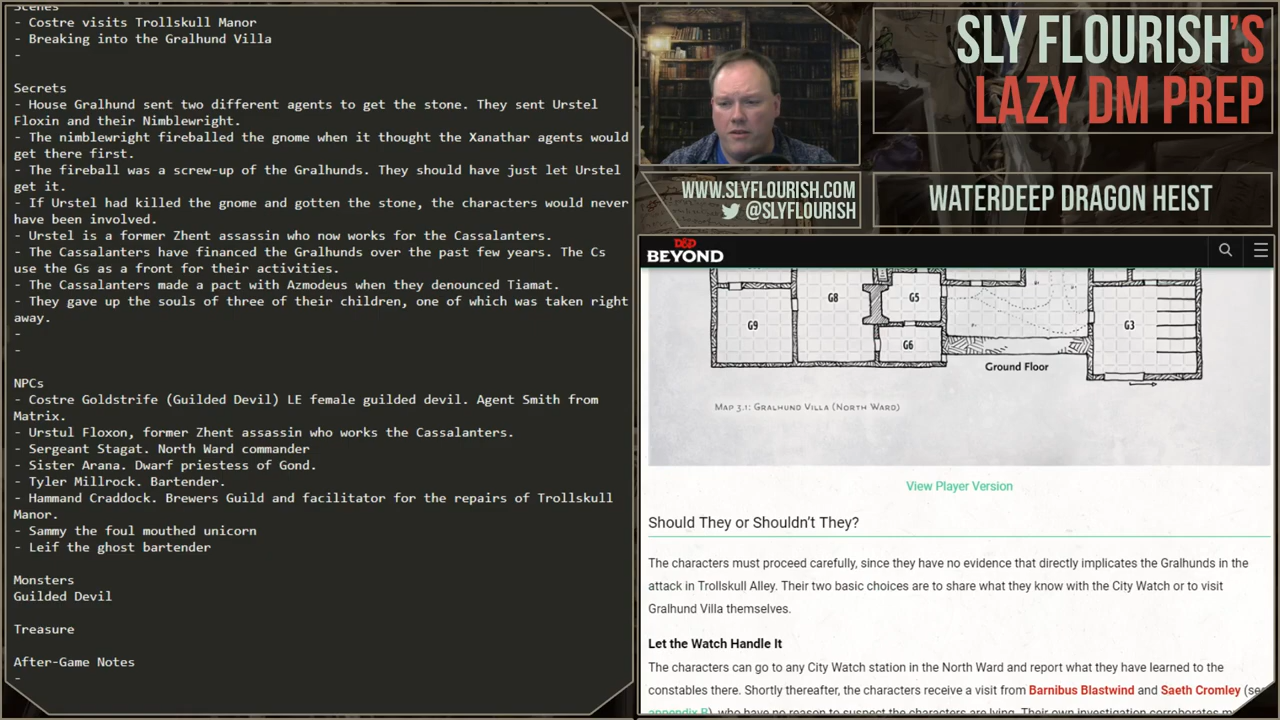 Scenes
- Costre visits Trollskull Manor
- Breaking into the Gralhund Villa
-
Secrets
- House Gralhund sent two different agents to get the stone. They sent Urstel
Floxin and their Nimblewright.
- The nimblewright fireballed the gnome when it thought the Xanathar agents would
get there first.
- The fireball was a screw-up of the Gralhunds. They should have just let Urstel
get it.
- If Urstel had killed the gnome and gotten the stone, the characters would never
have been involved.
- Urstel is a former Zhent assassin who now works for the Cassalanters.
- The Cassalanters have financed the Gralhunds over the past few years. The Cs
use the Gs as a front for their activities.
- The Cassalanters made a pact with Azmodeus when they denounced Tiamat.
- They gave up the souls of three of their children, one of which was taken right
away.
-
-
NPCs
- Costre Goldstrife (Guilded Devil) LE female guilded devil. Agent Smith from
Matrix.
- Urstul Floxon, former Zhent assassin who works the Cassalanters.
- Sergeant Stagat. North Ward commander
- Sister Arana. Dwarf priestess of Gond.
- Tyler Millrock. Bartender.
- Hammand Craddock. Brewers Guild and facilitator for the repairs of Trollskull
Manor.
- Sammy the foul mouthed unicorn
- Leif the ghost bartender
Monsters
Guilded Devil
Treasure
After-Game Notes
-
SLY FLOURISH'S
LAZY DM PREP
WWW.SLYFLOURISH.COM
@SLYFLOURISH
WATERDEEP DRAGON HEIST
D&D
BEYOND
G8
G5
G9
G3
G6
Ground Floor
MAP 3.1: GRALHUND VILLA (NORTH WARD)
View Player Version
Should They or Shouldn't They?
The characters must proceed carefully, since they have no evidence that directly implicates the Gralhunds in the
attack in Trollskull Alley. Their two basic choices are to share what they know with the City Watch or to visit
Gralhund Villa themselves.
Let the Watch Handle It
The characters can go to any City Watch station in the North Ward and report what they have learned to the
constables there. Shortly thereafter, the characters receive a visit from Barnibus Blastwind and Saeth Cromley (see
appendix B), who have no reason to suspect the characters are lying. Their own investigation corroborates